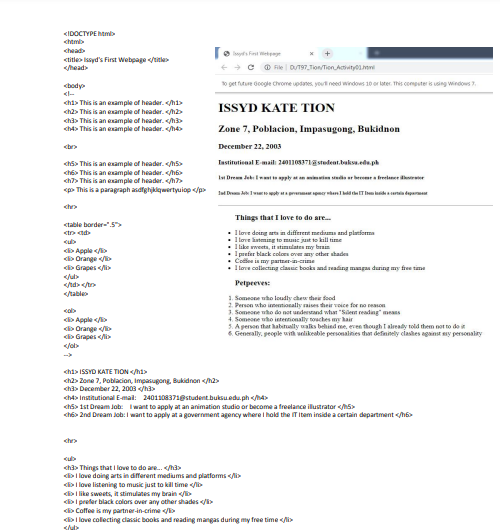 <!DOCTYPE html>
<html>
<head>
<title> Issyd's First Webpage </title>
</head>
<body>
<!--
<h1> This is an example of header. </h1>
<h2> This is an example of header. </h2>
<h3> This is an example of header. </h3>
<h4> This is an example of header. </h4>
<br>
<h5> This is an example of header. </h5>
<h6> This is an example of header. </h6>
<h7> This is an example of header. </h7>
<p> This is a paragraph asdfghjklqwertyuiop </p>
<hr>
<table border=".5">
<tr> <td>
<ul>
<li> Apple </li>
<li> Orange </li>
<li> Grapes </li>
</ul>
</td> </tr>
</table>
<ol>
<li> Apple </li>
<li> Orange </li>
<li> Grapes </li>
</ol>
-->
Issyd's First Webpage
File | D:/T97_Tion/Tion_Activity01.html
To get future Google Chrome updates, you'll need Windows 10 or later. This computer is using Windows 7.
ISSYD KATE TION
Zone 7, Poblacion, Impasugong, Bukidnon
December 22, 2003
Institutional E-mail: 2401108371@student.buksu.edu.ph
1st Dream Job: I want to apply at an animation studio or become a freelance illustrator
2nd Dream Job: I want to apply at a government agency where I hold the IT Item inside a certain department
Things that I love to do are...
• I love doing arts in different mediums and platforms
• I love listening to music just to kill time
• I like sweets, it stimulates my brain
• I prefer black colors over any other shades
• Coffee is my partner-in-crime
• I love collecting classic books and reading mangas during my free time
Petpeeves:
1. Someone who loudly chew their food
2. Person who intentionally raises their voice for no reason
3. Someone who do not understand what "Silent reading" means
4. Someone who intentionally touches my hair
5. A person that habitually walks behind me, even though I already told them not to do it
6. Generally, people with unlikeable personalities that definitely clashes against my personality
<h1> ISSYD KATE TION </h1>
<h2> Zone 7, Poblacion, Impasugong, Bukidnon </h2>
<h3> December 22, 2003 </h3>
<h4> Institutional E-mail: 2401108371@student.buksu.edu.ph </h4>
<h5> 1st Dream Job: I want to apply at an animation studio or become a freelance illustrator </h5>
<h6> 2nd Dream Job: I want to apply at a government agency where I hold the IT Item inside a certain department </h6>
<hr>
<ul>
<h3> Things that I love to do are... </h3>
<li> I love doing arts in different mediums and platforms </li>
<li> I love listening to music just to kill time </li>
<li> I like sweets, it stimulates my brain </li>
<li> I prefer black colors over any other shades </li>
<li> Coffee is my partner-in-crime </li>
<li> I love collecting classic books and reading mangas during my free time </li>
</ul>